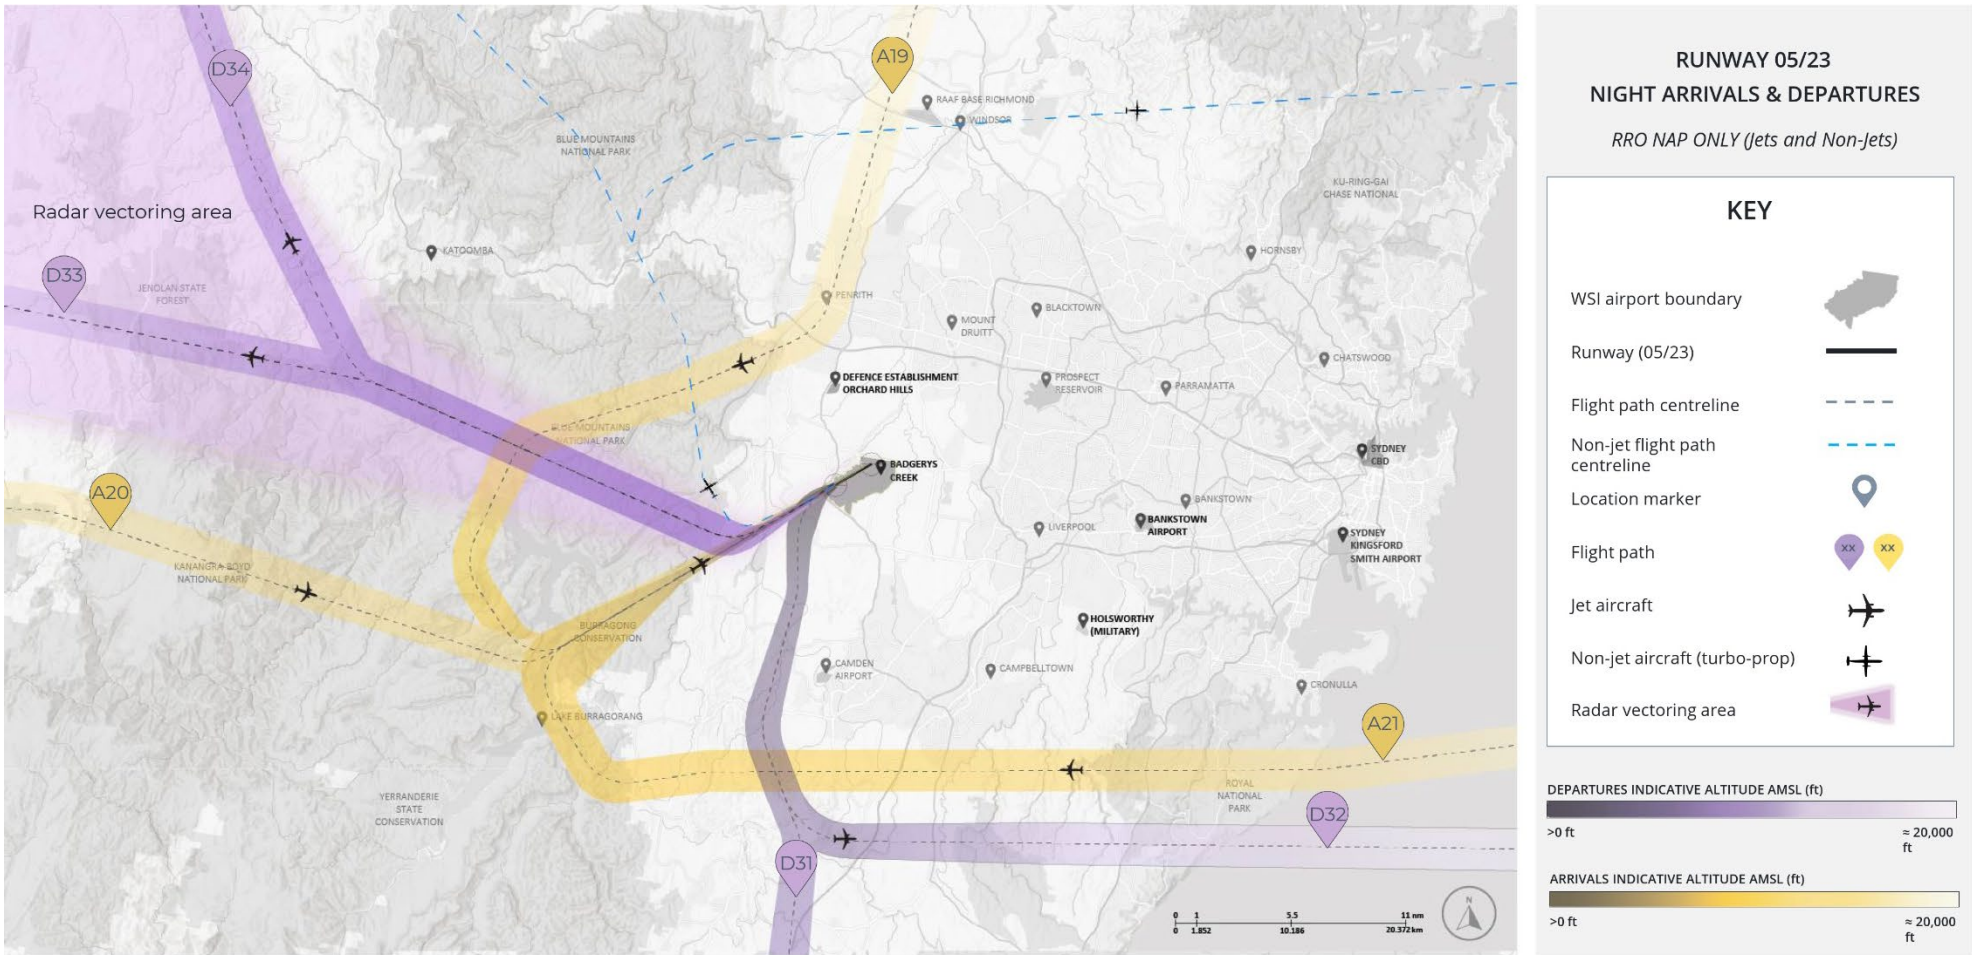 D34
A19
RAAF BASE RICHMOND
WINDSOR
BLUE MOUNTAINS
NATIONAL PARK
KU-RING-GAI
CHASE NATIONAL
Radar vectoring area
KATOOMBA
HORNSBY
D33
JENOLAN STATE
FOREST
PENRITH
BLACKTOWN
MOUNT
DRUITT
CHATSWOOD
DEFENCE ESTABLISHMENT
ORCHARD HILLS
PROSPECT
RESERVOIR
PARRAMATTA
BLUE MOUNTAINS
NATIONAL PARK
SYDNEY
CBD
BADGERYS
CREEK
A20
BANKSTOWN
LIVERPOOL
BANKSTOWN
AIRPORT
SYDNEY
KINGSFORD
SMITH AIRPORT
KANANGRA-BOYD
NATIONAL PARK
BURRAGONG
CONSERVATION
HOLSWORTHY
(MILITARY)
CAMDEN
AIRPORT
CAMPBELLTOWN
CRONULLA
LAKE BURRAGORANG
A21
YERRANDERIE
STATE
CONSERVATION
ROYAL
NATIONAL
PARK
D32
D31
0 1 5.5 11 nm
0 1.852 10.186 20.372km
N
RUNWAY 05/23
NIGHT ARRIVALS & DEPARTURES
RRO NAP ONLY (Jets and Non-Jets)
KEY
WSI airport boundary
Runway (05/23)
Flight path centreline
Non-jet flight path
centreline
Location marker
Flight path
XX XX
Jet aircraft
Non-jet aircraft (turbo-prop)
Radar vectoring area
DEPARTURES INDICATIVE ALTITUDE AMSL (ft)
>0 ft ≈ 20,000
ft
ARRIVALS INDICATIVE ALTITUDE AMSL (ft)
>0 ft ≈ 20,000
ft